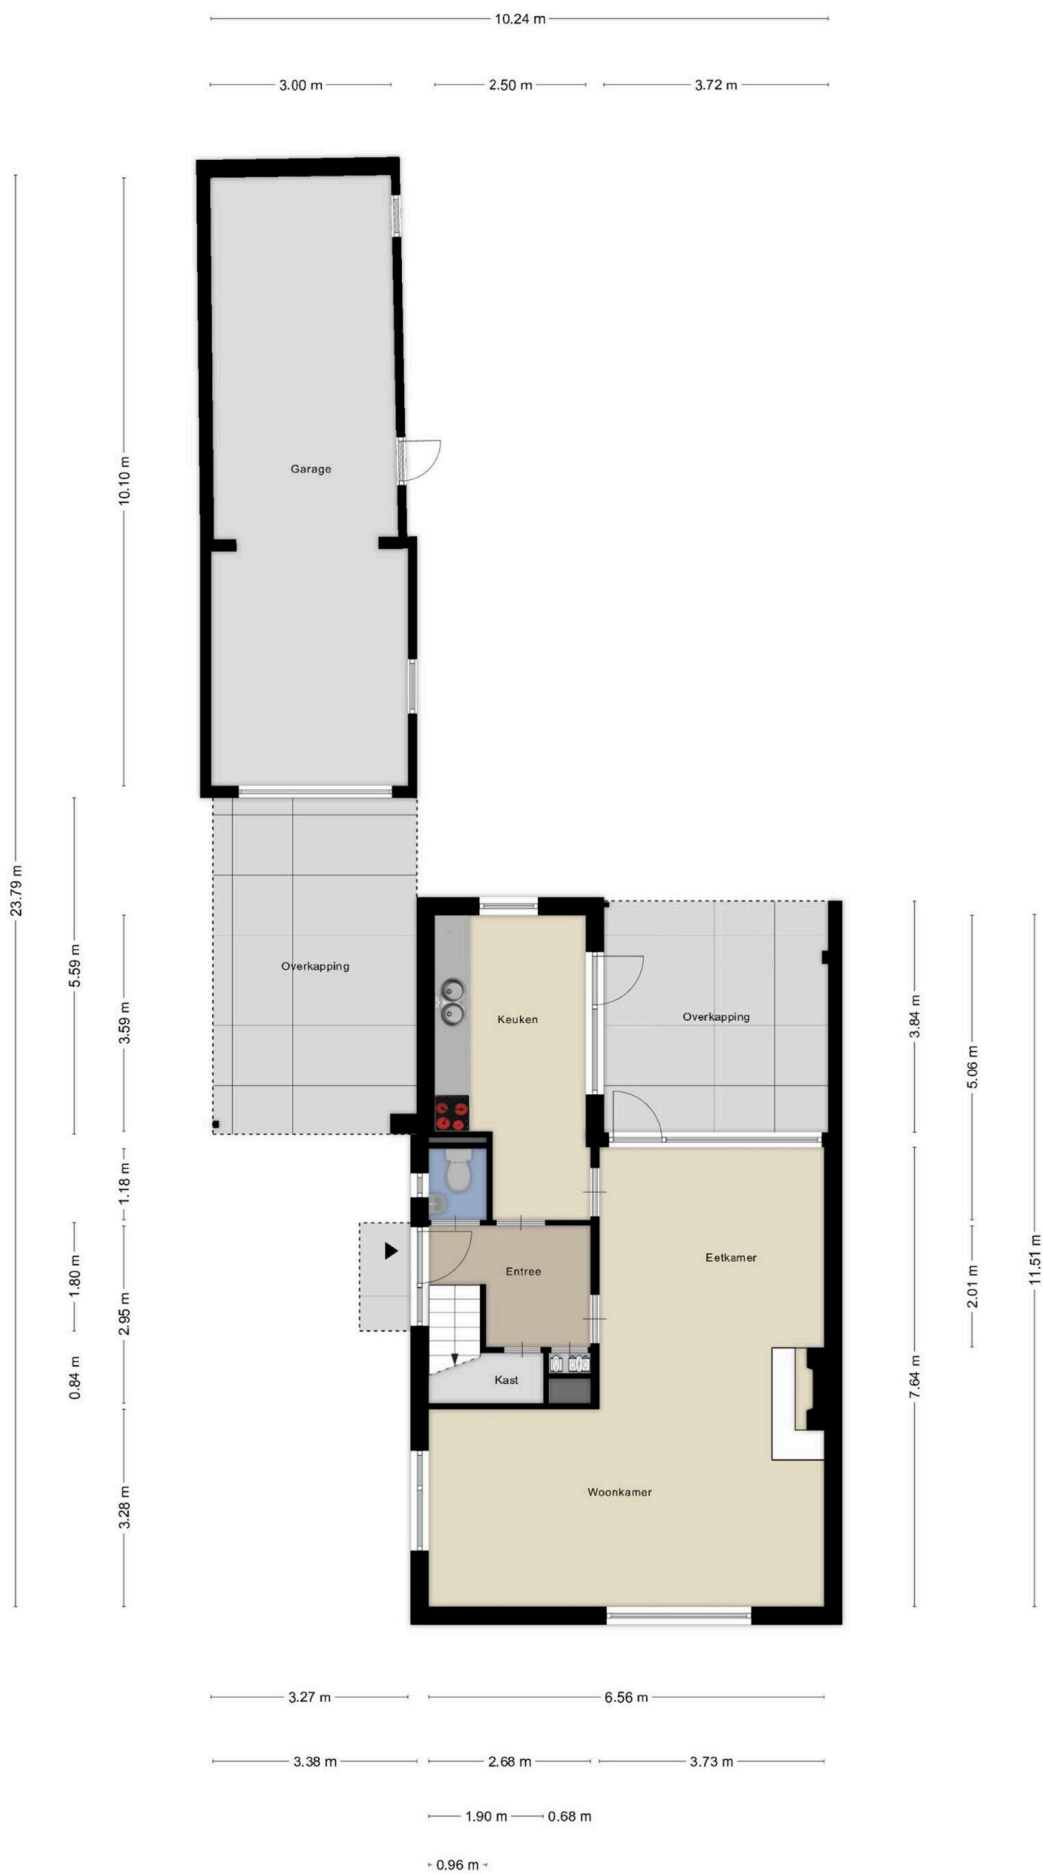 10.24 m
3.00 m
2.50 m
3.72 m
Garage
10.10 m
23.79 m
5.59 m
3.59 m
Overkapping
Keuken
Overkapping
3.84 m
5.06 m
1.18 m
Eetkamer
Entree
1.80 m
2.95 m
2.01 m
11.51 m
0.84 m
Kast
7.64 m
Woonkamer
3.28 m
3.27 m
6.56 m
3.38 m
2.68 m
3.73 m
1.90 m
0.68 m
0.96 m